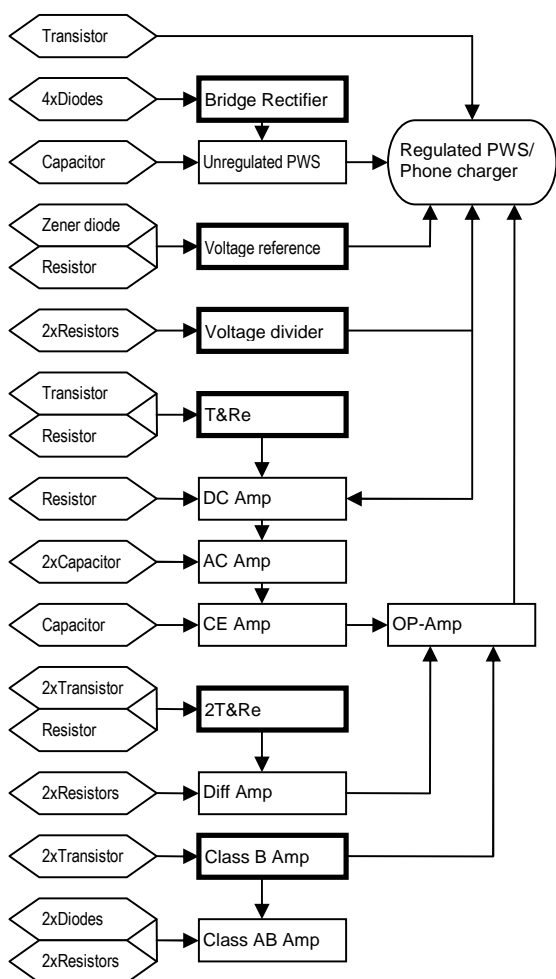 Transistor
4xDiodes
Bridge Rectifier
Capacitor
Unregulated PWS
Regulated PWS/
Phone charger
Zener diode
Resistor
Voltage reference
2xResistors
Voltage divider
Transistor
Resistor
T&Re
Resistor
DC Amp
2xCapacitor
AC Amp
Capacitor
CE Amp
OP-Amp
2xTransistor
Resistor
2T&Re
2xResistors
Diff Amp
2xTransistor
Class B Amp
2xDiodes
2xResistors
Class AB Amp